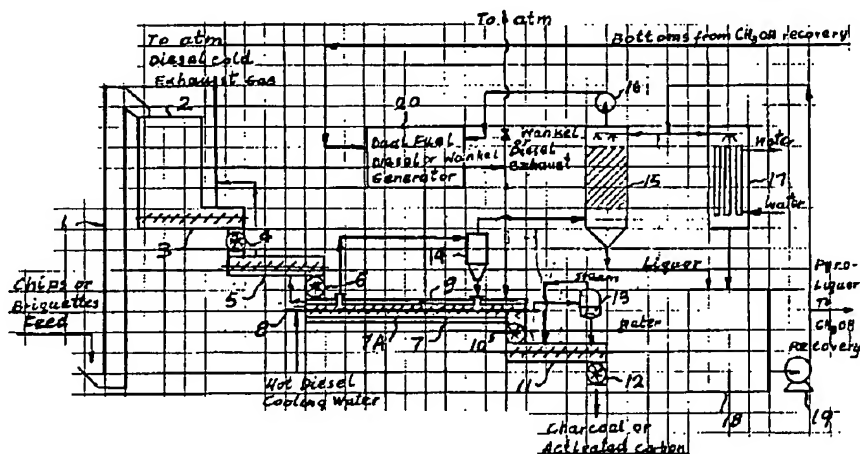 To atm
To atm
Diesel cold
Exhaust Gas
Bottoms from CH3OH recovery
2
16
20
Dual Fuel
Diesel or Wankel
Generator
Wankel
or
Diesel
Exhaust
15
Water
17
Water
1
3
4
14
Chips or
Briquettes
Feed
5
6
9
Liquor
steam
13
Pyro-
Liquor
To
CH3OH
Recovery
8
7A
7
10
water
11
12
Hot Diesel
Cooling Water
18
19
Charcoal or
Activated carbon